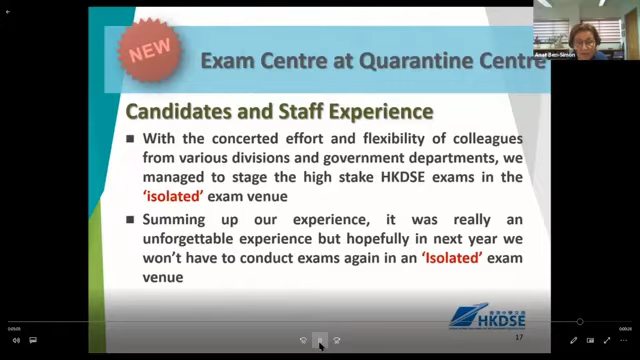 NEW
Exam Centre at Quarantine Centre
Anat Ben-Simon
Candidates and Staff Experience
With the concerted effort and flexibility of colleagues
from various divisions and government departments, we
managed to stage the high stake HKDSE exams in the
‘isolated’ exam venue
Summing up our experience, it was really an
unforgettable experience but hopefully in next year we
won’t have to conduct exams again in an ‘Isolated’ exam
venue
HKDSE
17